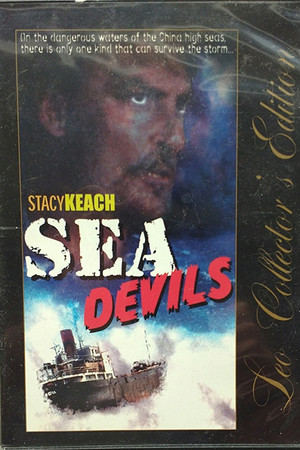 On the dangerous waters of the China high seas,
there is only one kind that can survive the storm...
STACY KEACH
SEA
DEVILS
Leo Collector's Edition